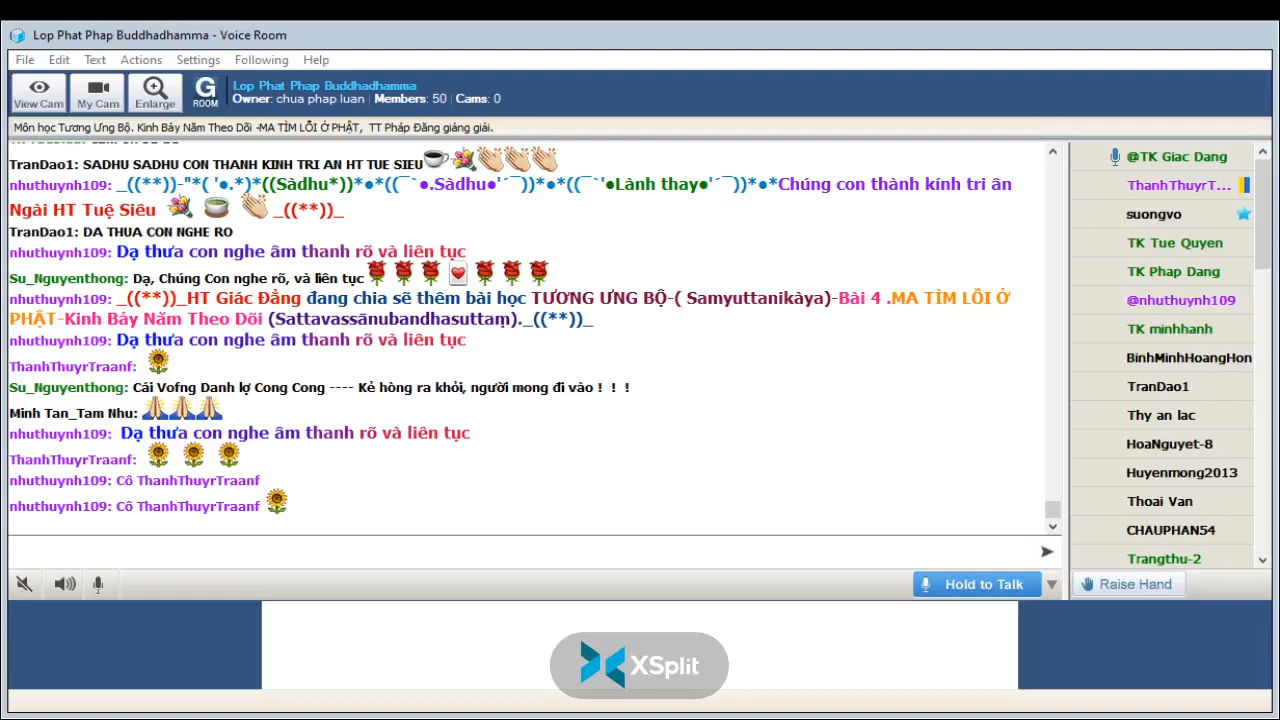 Lop Phat Phap Buddhadhamma - Voice Room
File Edit Text Actions Settings Following Help
View Cam My Cam Enlarge G ROOM
Lop Phat Phap Buddhadhamma
Owner: chua phap luan | Members: 50 | Cams: 0
Môn học Tương Ưng Bộ. Kinh Bảy Năm Theo Dõi -MA TÌM LỖI Ở PHẬT, TT Pháp Đăng giảng giải.
TranDao1: SADHU SADHU CON THANH KINH TRI AN HT TUE SIEU
nhuthuynh109: _((**))-"*( '●.*)*((Sàdhu*))*●*((¯`●.Sàdhu●'´¯))*●*((¯`'●Lành thay●'´¯))*●*Chúng con thành kính tri ân
Ngài HT Tuệ Siêu _((**))_
TranDao1: DA THUA CON NGHE RO
nhuthuynh109: Dạ thưa con nghe âm thanh rõ và liên tục
Su_Nguyenthong: Dạ, Chúng Con nghe rõ, và liên tục
nhuthuynh109: _((**))_HT Giác Đẳng đang chia sẽ thêm bài học TƯƠNG ƯNG BỘ-( Samyuttanikàya)-Bài 4 .MA TÌM LỖI Ở
PHẬT-Kinh Bảy Năm Theo Dõi (Sattavassānubandhasuttaṃ)._((**))_
nhuthuynh109: Dạ thưa con nghe âm thanh rõ và liên tục
ThanhThuyrTraanf:
Su_Nguyenthong: Cái Vofng Danh lợ Cong Cong ---- Kẻ hòng ra khỏi, người mong đi vào ! ! !
Minh Tan_Tam Nhu:
nhuthuynh109: Dạ thưa con nghe âm thanh rõ và liên tục
ThanhThuyrTraanf:
nhuthuynh109: Cô ThanhThuyrTraanf
nhuthuynh109: Cô ThanhThuyrTraanf
@TK Giac Dang
ThanhThuyrT...
suongvo
TK Tue Quyen
TK Phap Dang
@nhuthuynh109
TK minhhanh
BinhMinhHoangHon
TranDao1
Thy an lac
HoaNguyet-8
Huyenmong2013
Thoai Van
CHAUPHAN54
Trangthu-2
Hold to Talk
Raise Hand
XSplit